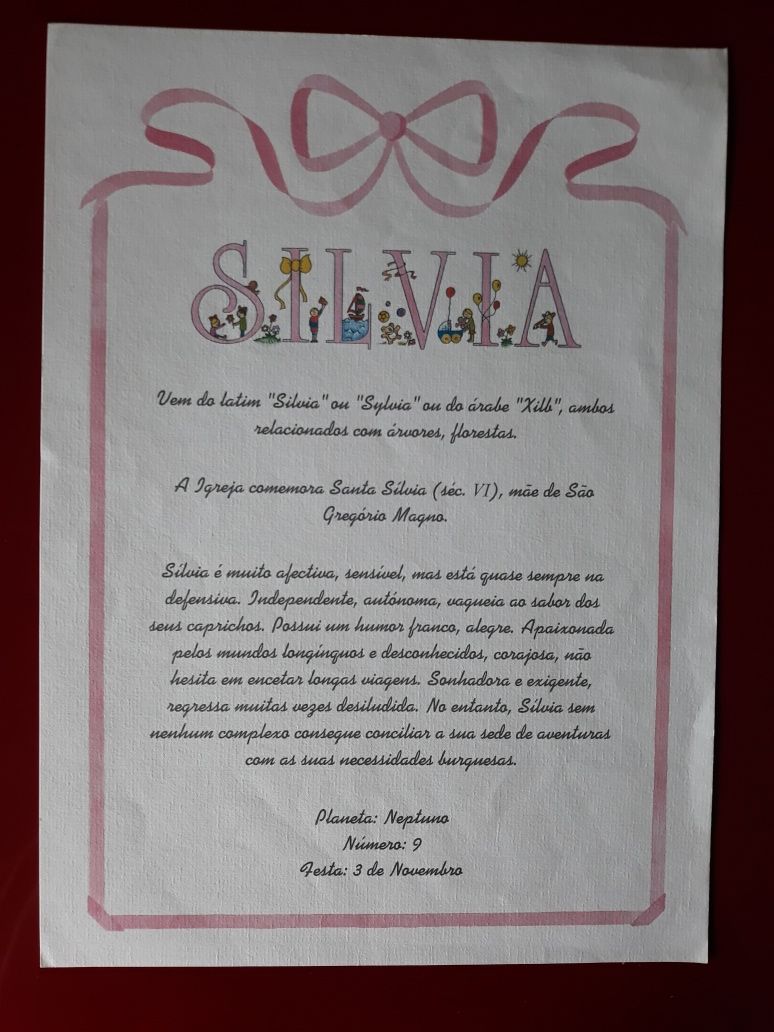 SILVIA
Vem do latim "Silvia" ou "Sylvia" ou do árabe "Xilb", ambos
relacionados com árvores, florestas.
A Igreja comemora Santa Sílvia (séc. VI), mãe de São
Gregório Magno.
Sílvia é muito afectiva, sensível, mas está quase sempre na
defensiva. Independente, autónoma, vagueia ao sabor dos
seus caprichos. Possui um humor franco, alegre. Apaixonada
pelos mundos longínquos e desconhecidos, corajosa, não
hesita em encetar longas viagens. Sonhadora e exigente,
regressa muitas vezes desiludida. No entanto, Sílvia sem
nenhum complexo consegue conciliar a sua sede de aventuras
com as suas necessidades burguesas.
Planeta: Neptuno
Número: 9
Festa: 3 de Novembro